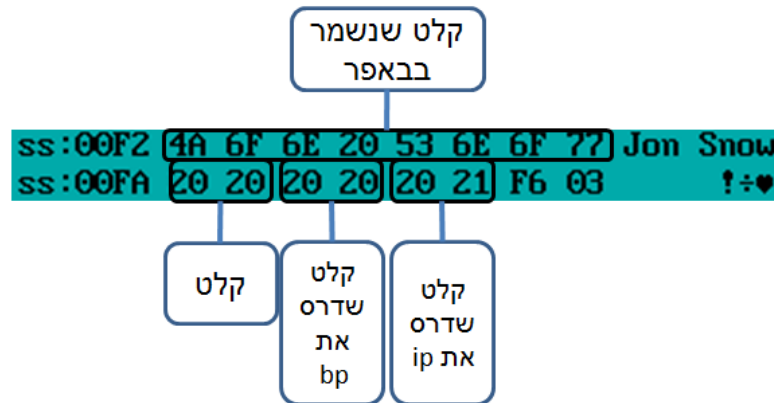 קלט שנשמר
בבאפר
ss:00F2 4A 6F 6E 20 53 6E 6F 77 Jon Snow
ss:00FA 20 20 20 20 20 21 F6 03 !÷♥
קלט
קלט
שדרס
את
bp
קלט
שדרס
את ip